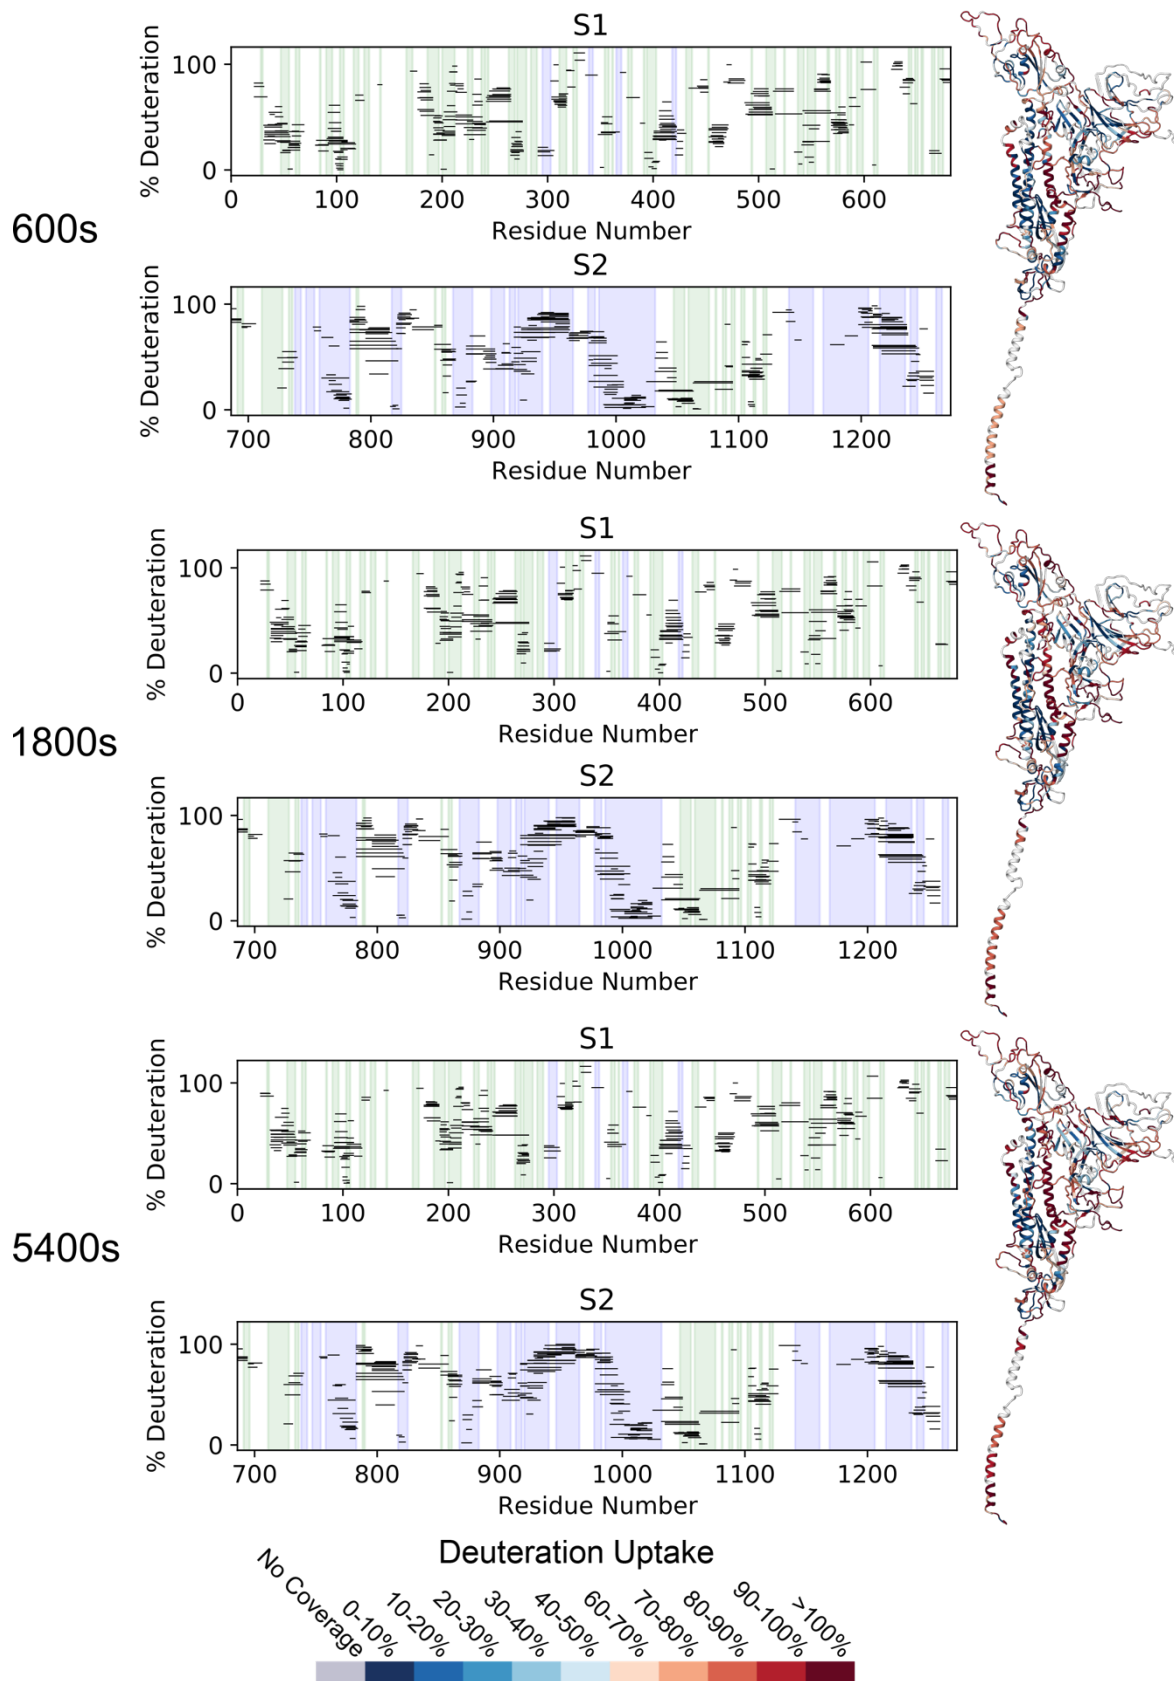 S1
% Deuteration
100
0
0 100 200 300 400 500 600
Residue Number
600s
S2
% Deuteration
100
0
700 800 900 1000 1100 1200
Residue Number
S1
% Deuteration
100
0
0 100 200 300 400 500 600
Residue Number
1800s
S2
% Deuteration
100
0
700 800 900 1000 1100 1200
Residue Number
S1
% Deuteration
100
0
0 100 200 300 400 500 600
Residue Number
5400s
S2
% Deuteration
100
0
700 800 900 1000 1100 1200
Residue Number
Deuteration Uptake
No Coverage
0-10%
10-20%
20-30%
30-40%
40-50%
60-70%
70-80%
80-90%
90-100%
>100%